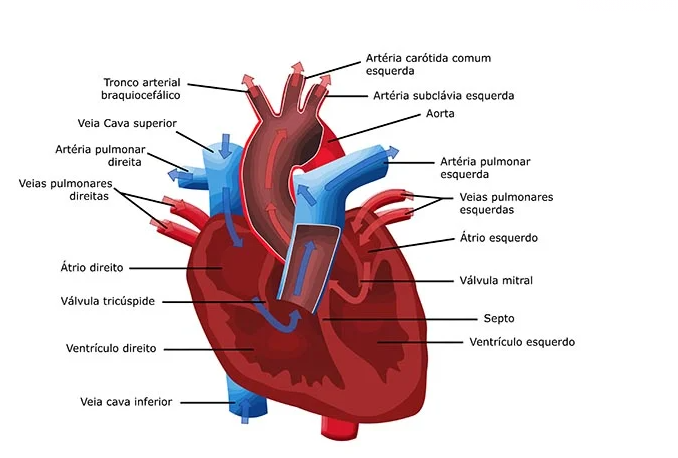 Artéria carótida comum
esquerda
Tronco arterial
braquiocefálico
Artéria subclávia esquerda
Aorta
Veia Cava superior
Artéria pulmonar
direita
Artéria pulmonar
esquerda
Veias pulmonares
direitas
Veias pulmonares
esquerdas
Átrio esquerdo
Átrio direito
Válvula mitral
Válvula tricúspide
Septo
Ventrículo direito
Ventrículo esquerdo
Veia cava inferior